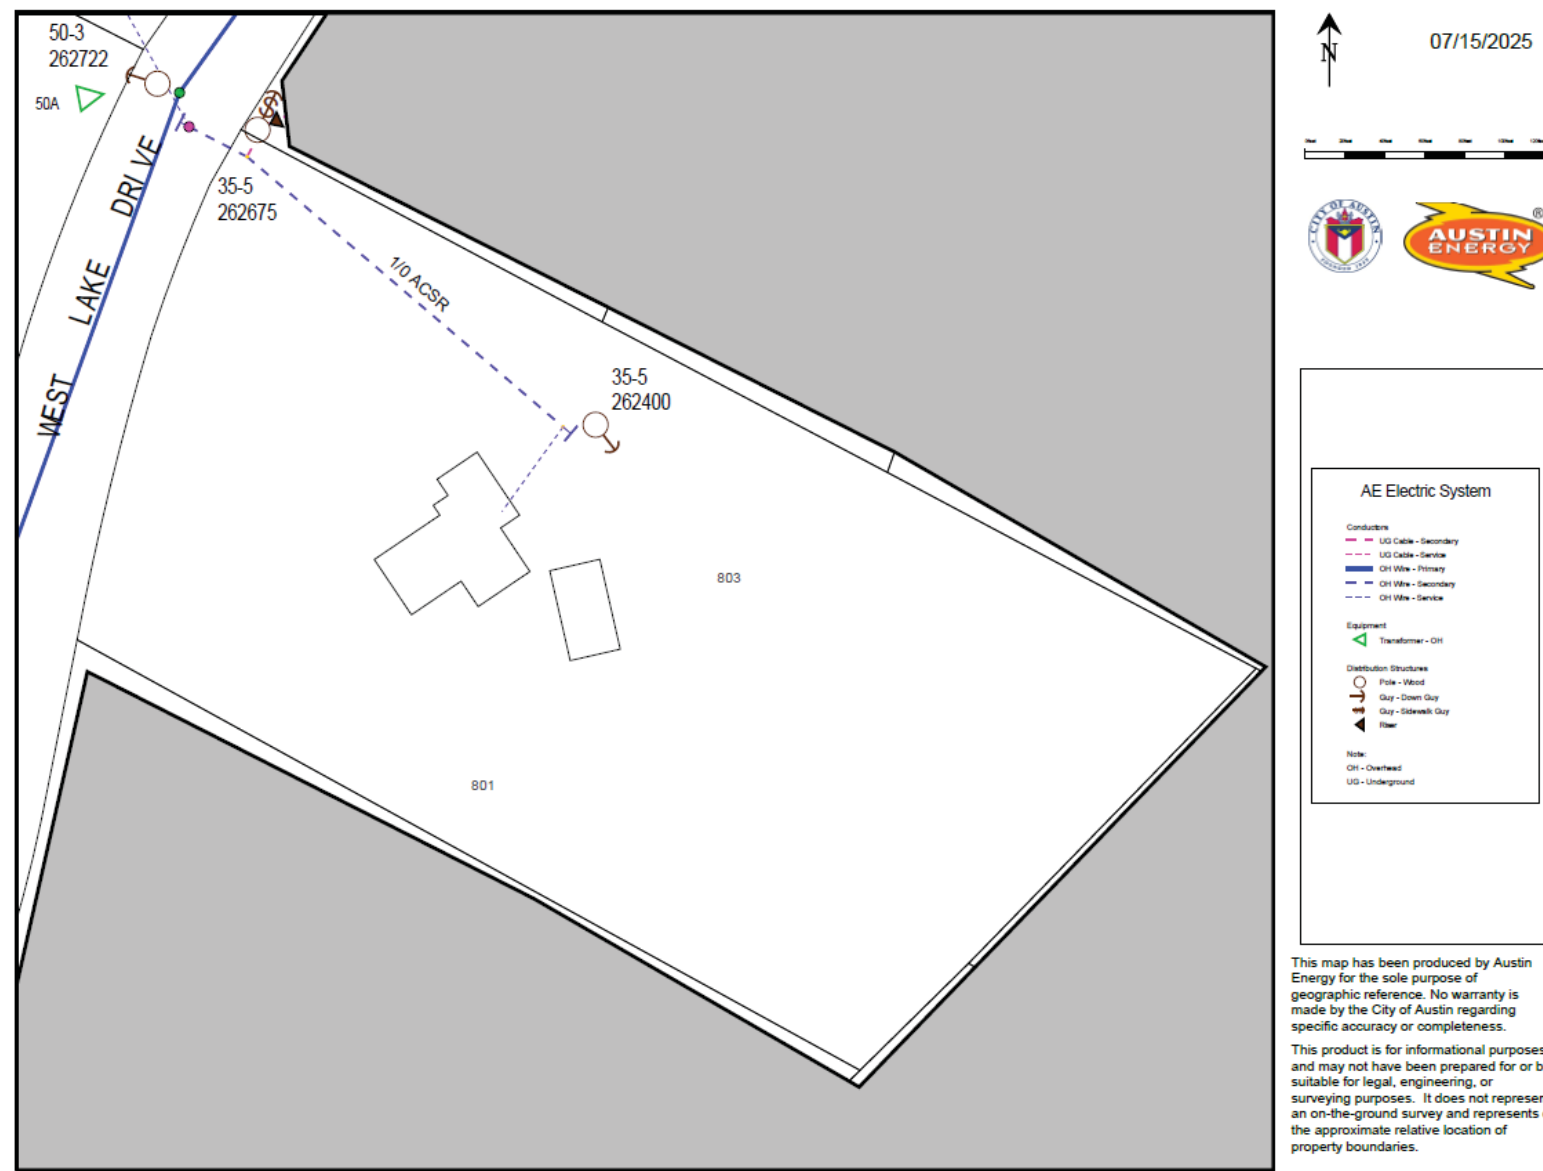 50-3
262722
50A
35-5
262675
WEST LAKE DRIVE
1/0 ACSR
35-5
262400
803
801
N
07/15/2025
CITY OF AUSTIN
FOUNDED 1839
AUSTIN
ENERGY
®
AE Electric System
Conductors
UG Cable - Secondary
UG Cable - Service
OH Wire - Primary
OH Wire - Secondary
OH Wire - Service
Equipment
Transformer - OH
Distribution Structures
Pole - Wood
Guy - Down Guy
Guy - Sidewalk Guy
Riser
Note:
OH - Overhead
UG - Underground
This map has been produced by Austin
Energy for the sole purpose of
geographic reference. No warranty is
made by the City of Austin regarding
specific accuracy or completeness.
This product is for informational purposes
and may not have been prepared for or b
suitable for legal, engineering, or
surveying purposes. It does not represen
an on-the-ground survey and represents
the approximate relative location of
property boundaries.